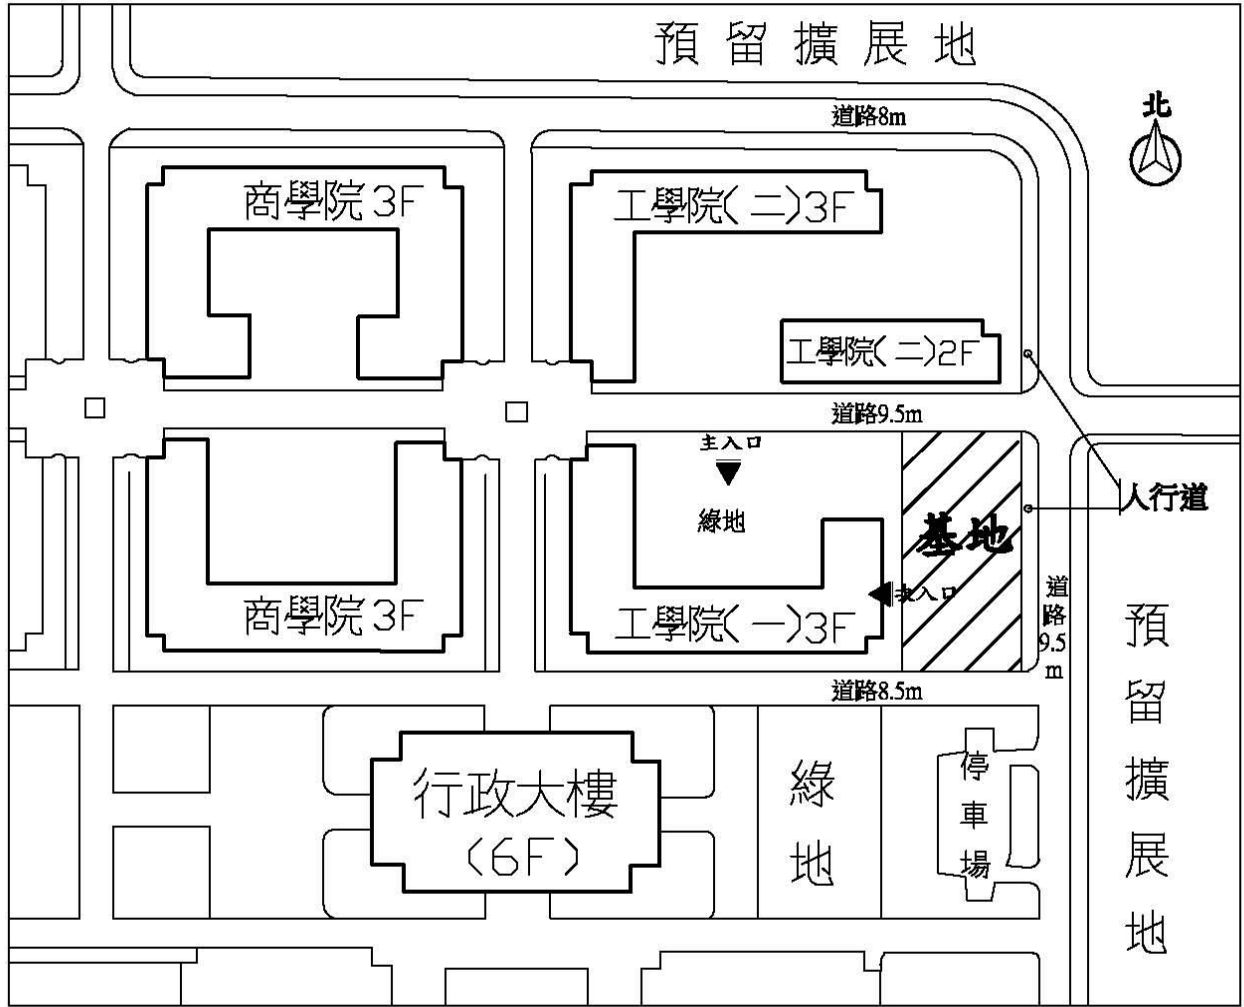 預留擴展地
北
道路8m
商學院3F
工學院(二)3F
工學院(二)2F
道路9.5m
主入口
人行道
綠地
基地
次入口
道路9.5m
商學院3F
工學院(一)3F
預留擴展地
道路8.5m
行政大樓
(6F)
綠地
停車場